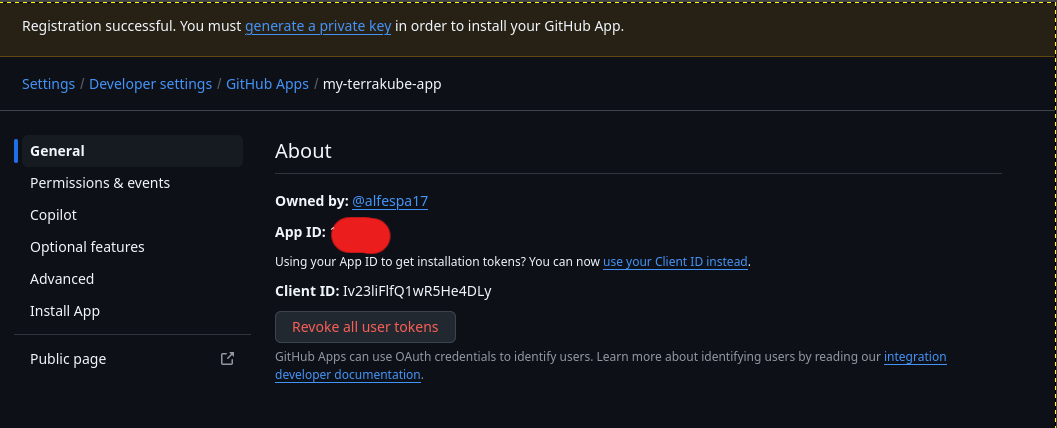 Registration successful. You must generate a private key in order to install your GitHub App.
Settings / Developer settings / GitHub Apps / my-terrakube-app
General
Permissions & events
Copilot
Optional features
Advanced
Install App
Public page
About
Owned by: @alfespa17
App ID:
Using your App ID to get installation tokens? You can now use your Client ID instead.
Client ID: Iv23liFlfQ1wR5He4DLy
Revoke all user tokens
GitHub Apps can use OAuth credentials to identify users. Learn more about identifying users by reading our integration
developer documentation.